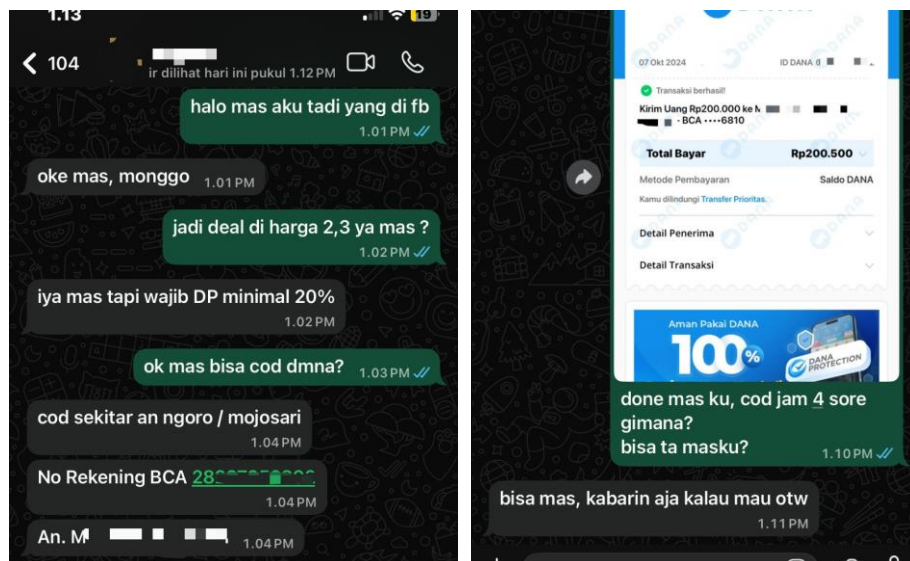 1.13
19
104
ir dilihat hari ini pukul 1.12 PM
halo mas aku tadi yang di fb
1.01 PM
oke mas, monggo 1.01 PM
jadi deal di harga 2,3 ya mas ?
1.02 PM
iya mas tapi wajib DP minimal 20%
1.02 PM
ok mas bisa cod dmna? 1.03 PM
cod sekitar an ngoro / mojosari
1.04 PM
No Rekening BCA
1.04 PM
An. M 1.04 PM
07 Okt 2024 ID DANA
Transaksi berhasil!
Kirim Uang Rp200.000 ke
- BCA ••••6810
Total Bayar Rp200.500
Metode Pembayaran Saldo DANA
Kamu dilindungi Transfer Prioritas.
Detail Penerima
Detail Transaksi
Aman Pakai DANA
100%
DANA
PROTECTION
done mas ku, cod jam 4 sore
gimana?
bisa ta masku?
1.10 PM
bisa mas, kabarin aja kalau mau otw
1.11 PM